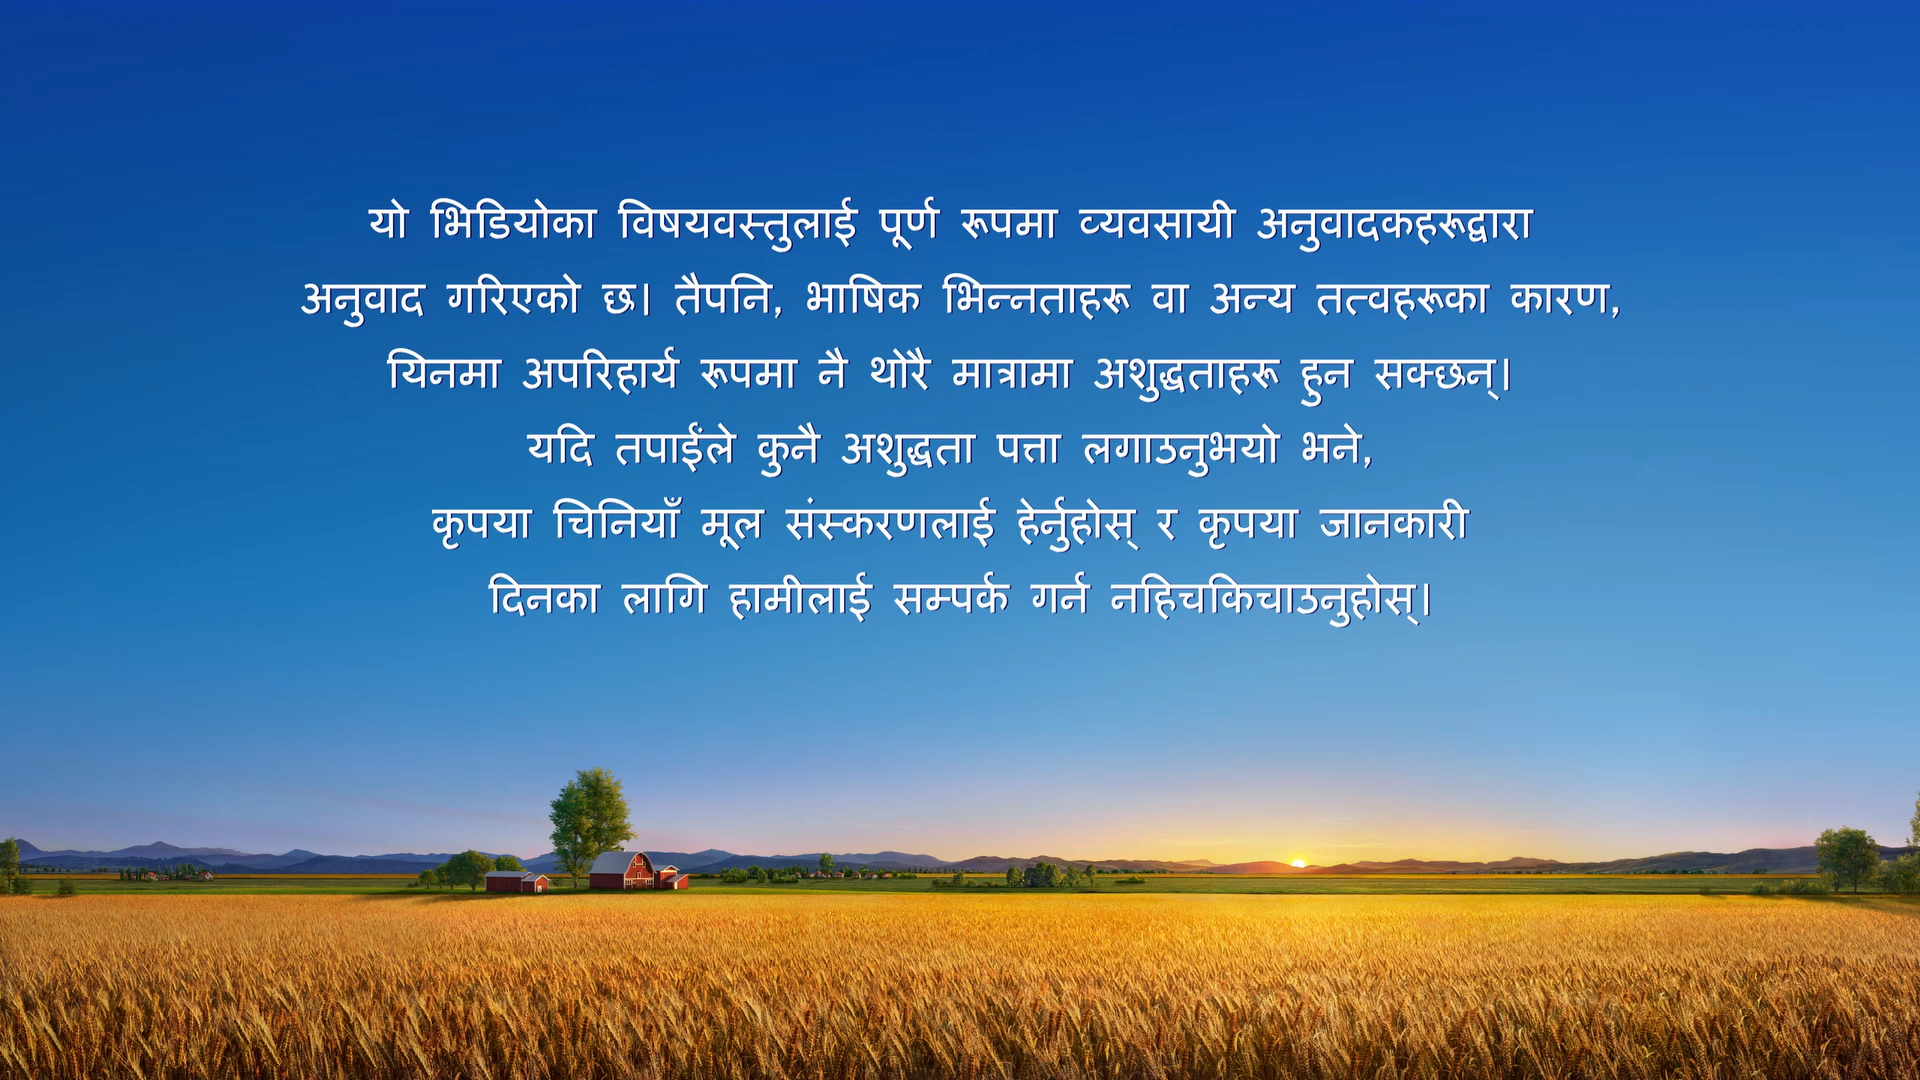 यो भिडियोका विषयवस्तुलाई पूर्ण रूपमा व्यवसायी अनुवादकहरूद्वारा
अनुवाद गरिएको छ। तैपनि, भाषिक भिन्नताहरू वा अन्य तत्वहरूका कारण,
यिनमा अपरिहार्य रूपमा नै थोरै मात्रामा अशुद्धताहरू हुन सक्छन्।
यदि तपाईंले कुनै अशुद्धता पत्ता लगाउनुभयो भने,
कृपया चिनियाँ मूल संस्करणलाई हेर्नुहोस् र कृपया जानकारी
दिनका लागि हामीलाई सम्पर्क गर्न नहिचकिचाउनुहोस्।